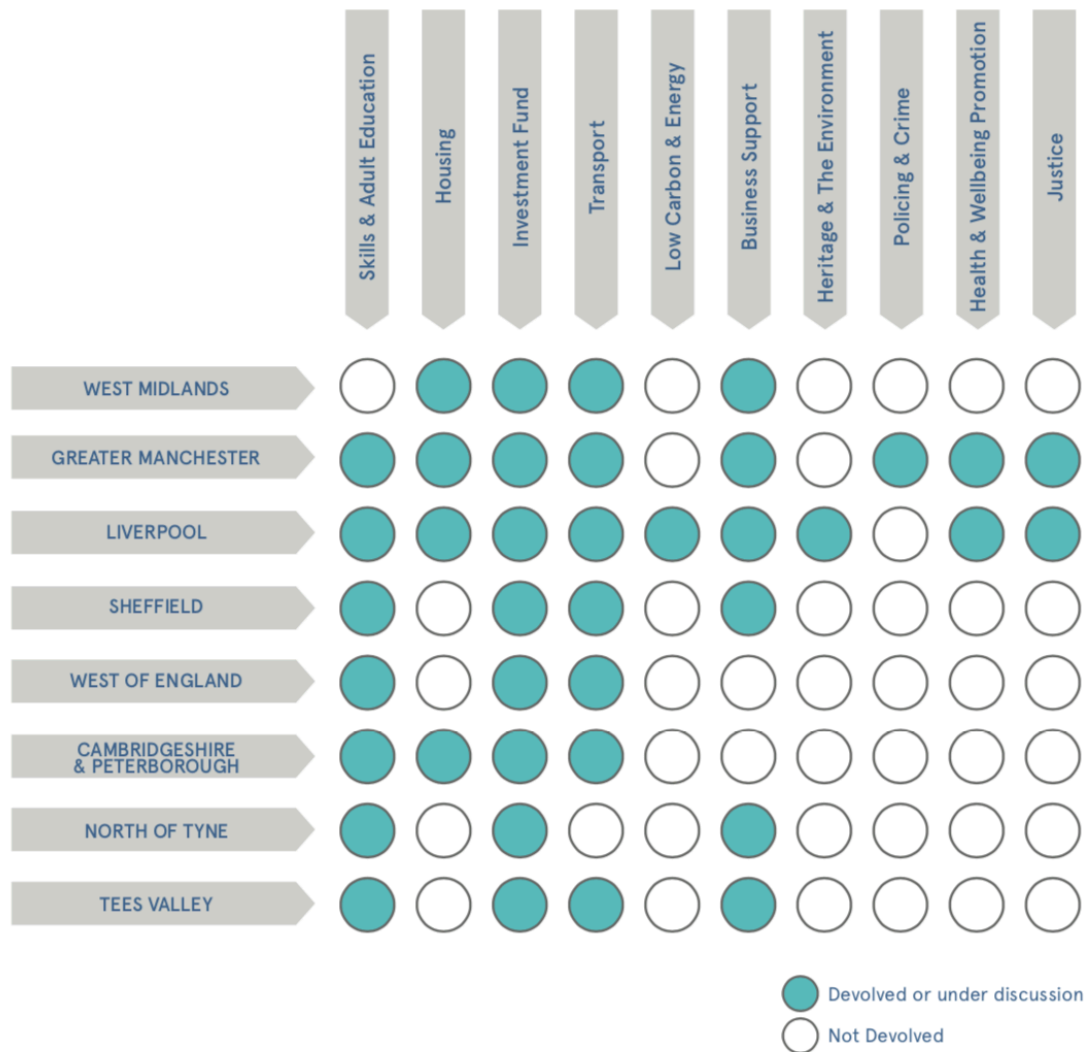 Skills & Adult Education
Housing
Investment Fund
Transport
Low Carbon & Energy
Business Support
Heritage & The Environment
Policing & Crime
Health & Wellbeing Promotion
Justice
WEST MIDLANDS
GREATER MANCHESTER
LIVERPOOL
SHEFFIELD
WEST OF ENGLAND
CAMBRIDGESHIRE
& PETERBOROUGH
NORTH OF TYNE
TEES VALLEY
Devolved or under discussion
Not Devolved